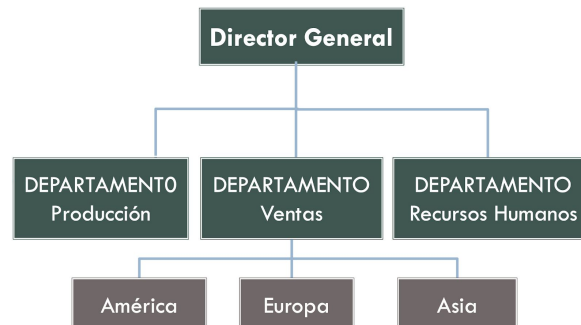 Director General
DEPARTAMENT0
Producción
DEPARTAMENTO
Ventas
DEPARTAMENTO
Recursos Humanos
América
Europa
Asia